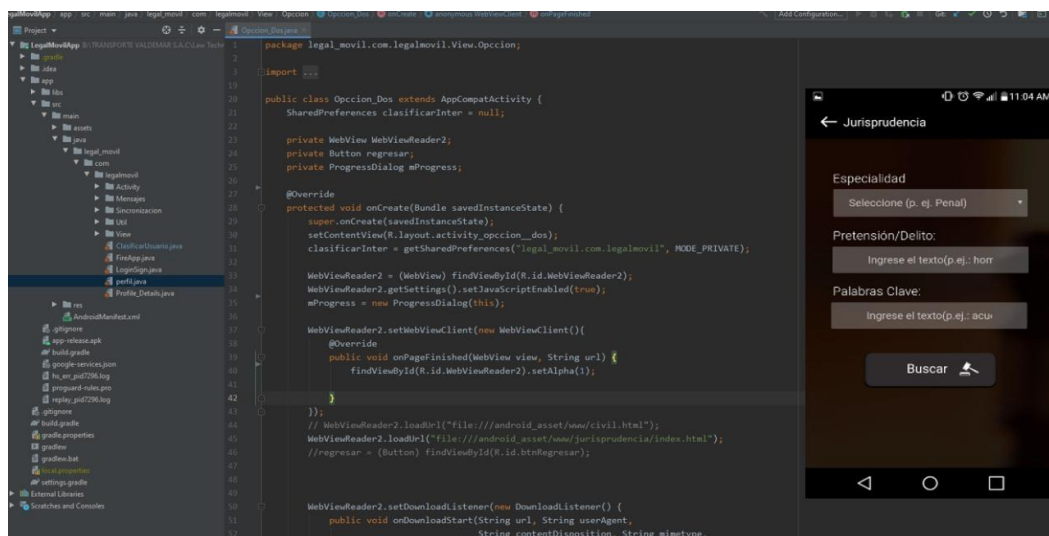 LegalMovilApp
app
src
main
java
legal_movil
com
legalmovil
View
Opccion
Opccion_Dos
onCreate
anonymous WebViewClient
onPageFinished
Add Configuration...
Git:
Project
Opccion_Dos.java
LegalMovilApp
.gradle
.idea
app
libs
src
main
assets
java
legal_movil
com
legalmovil
Activity
Mensajes
Sincronizacion
Util
View
ClasificarUsuario.java
FireApp.java
LoginSign.java
perfil.java
Profile_Details.java
res
AndroidManifest.xml
.gitignore
app-release.apk
build.gradle
google-services.json
hs_err_pid7296.log
proguard-rules.pro
replay_pid7296.log
.gitignore
build.gradle
gradle.properties
gradlew
gradlew.bat
local.properties
settings.gradle
External Libraries
Scratches and Consoles
1 package legal_movil.com.legalmovil.View.Opccion;
2
3 import ...
19
20 public class Opccion_Dos extends AppCompatActivity {
21 SharedPreferences clasificarInter = null;
22
23 private WebView WebViewReader2;
24 private Button regresar;
25 private ProgressDialog mProgress;
26
27 @Override
28 protected void onCreate(Bundle savedInstanceState) {
29 super.onCreate(savedInstanceState);
30 setContentView(R.layout.activity_opccion__dos);
31 clasificarInter = getSharedPreferences("legal_movil.com.legalmovil", MODE_PRIVATE);
32
33 WebViewReader2 = (WebView) findViewById(R.id.WebViewReader2);
34 WebViewReader2.getSettings().setJavaScriptEnabled(true);
35 mProgress = new ProgressDialog(this);
36
37 WebViewReader2.setWebViewClient(new WebViewClient(){
38 @Override
39 public void onPageFinished(WebView view, String url) {
40 findViewById(R.id.WebViewReader2).setAlpha(1);
41
42 }
43 });
44 // WebViewReader2.loadUrl("file:///android_asset/www/civil.html");
45 WebViewReader2.loadUrl("file:///android_asset/www/jurisprudencia/index.html");
46 //regresar = (Button) findViewById(R.id.btnRegresar);
47
48
49
50 WebViewReader2.setDownloadListener(new DownloadListener() {
51 public void onDownloadStart(String url, String userAgent,
52 String contentDisposition, String mimetype,
11:04 AM
Jurisprudencia
Especialidad
Seleccione (p. ej. Penal)
Pretensión/Delito:
Ingrese el texto(p.ej.: hom
Palabras Clave:
Ingrese el texto(p.ej.: acu
Buscar